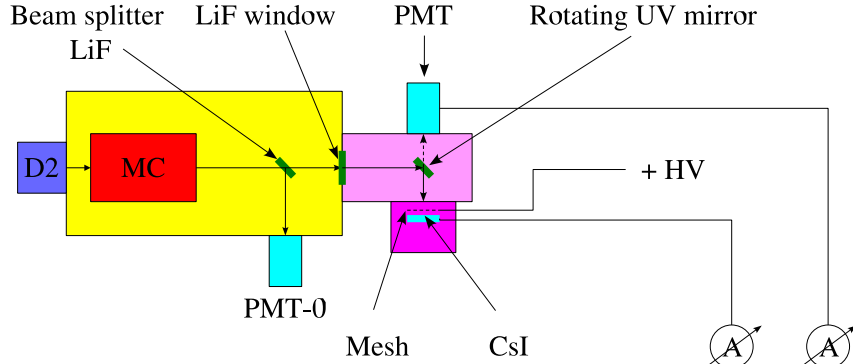 Beam splitter
LiF
LiF window
PMT
Rotating UV mirror
D2
MC
+ HV
PMT-0
Mesh
CsI
A
A